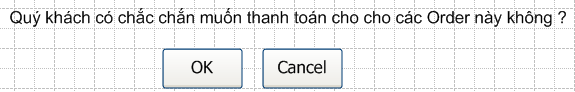 Quý khách có chắc chắn muốn thanh toán cho cho các Order này không ?
OK Cancel